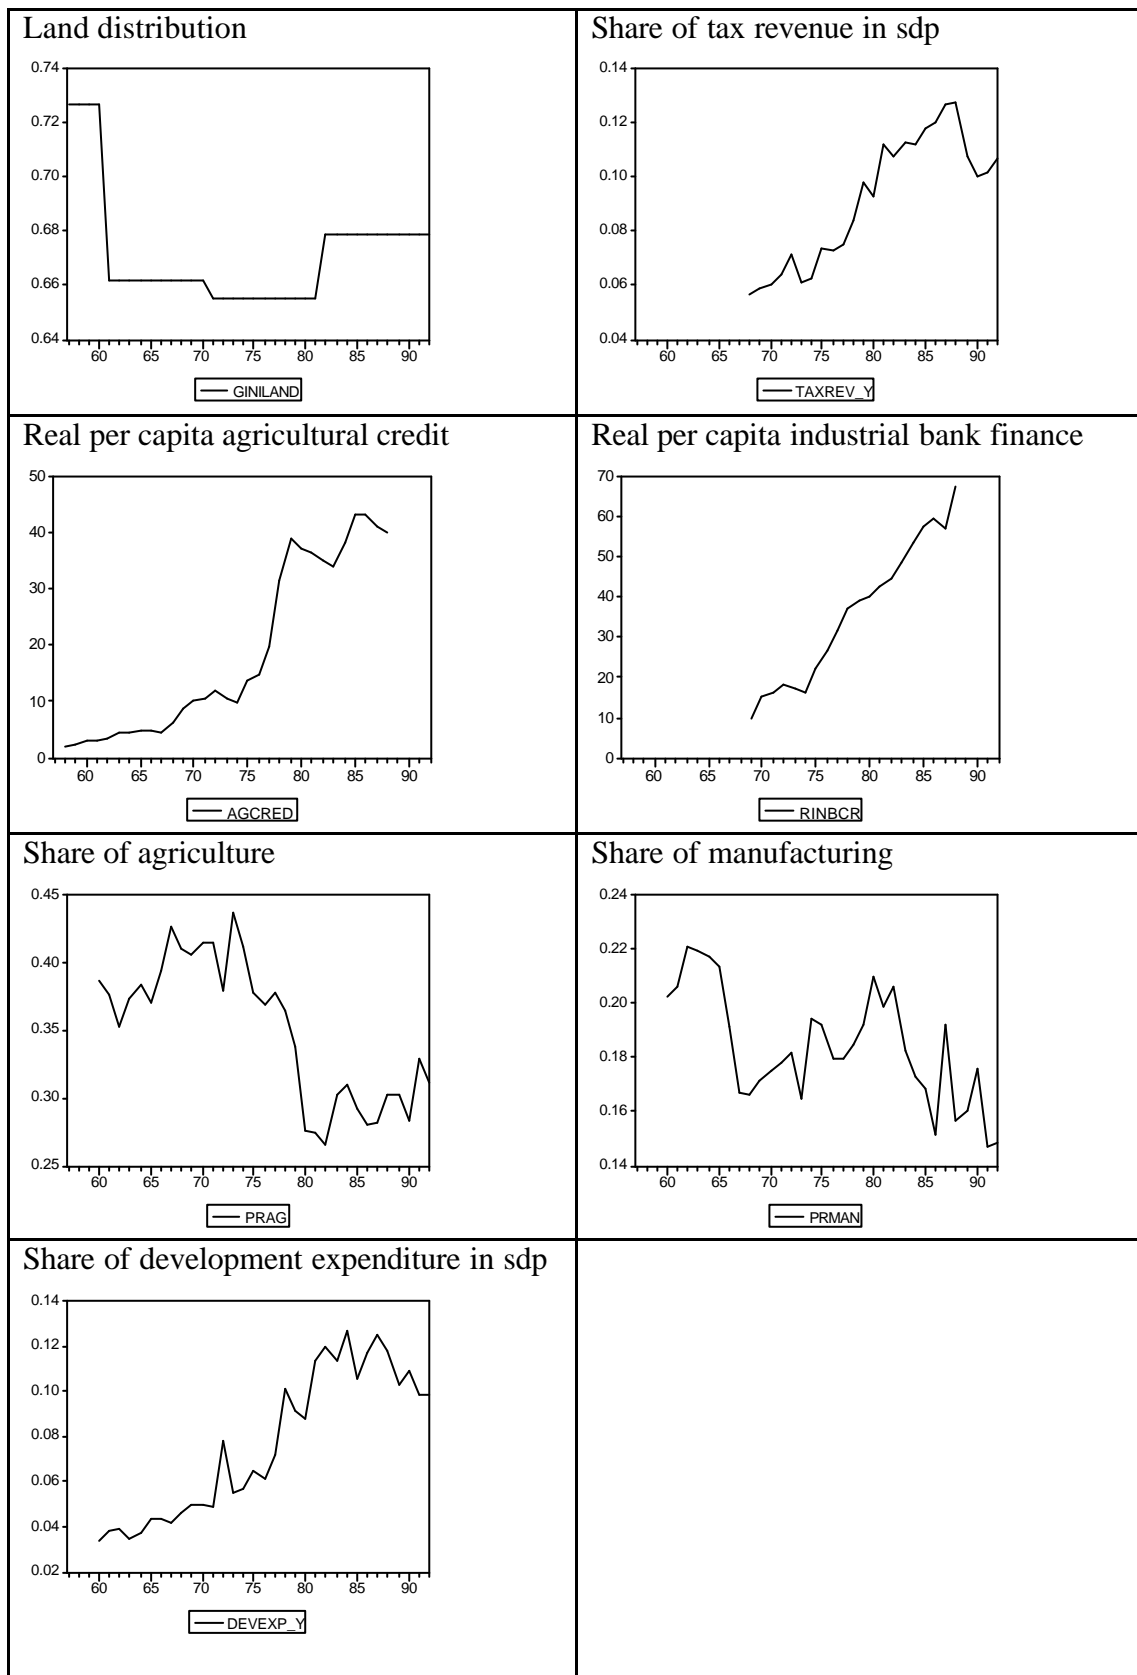 Land distribution
0.74
0.72
0.70
0.68
0.66
0.64
60 65 70 75 80 85 90
GINILAND
Share of tax revenue in sdp
0.14
0.12
0.10
0.08
0.06
0.04
60 65 70 75 80 85 90
TAXREV_Y
Real per capita agricultural credit
50
40
30
20
10
0
60 65 70 75 80 85 90
AGCRED
Real per capita industrial bank finance
70
60
50
40
30
20
10
0
60 65 70 75 80 85 90
RINBCR
Share of agriculture
0.45
0.40
0.35
0.30
0.25
60 65 70 75 80 85 90
PRAG
Share of manufacturing
0.24
0.22
0.20
0.18
0.16
0.14
60 65 70 75 80 85 90
PRMAN
Share of development expenditure in sdp
0.14
0.12
0.10
0.08
0.06
0.04
0.02
60 65 70 75 80 85 90
DEVEXP_Y